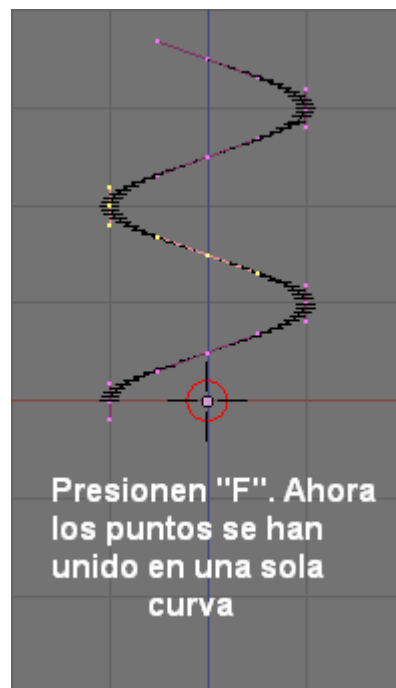 Presionen "F". Ahora
los puntos se han
unido en una sola
curva